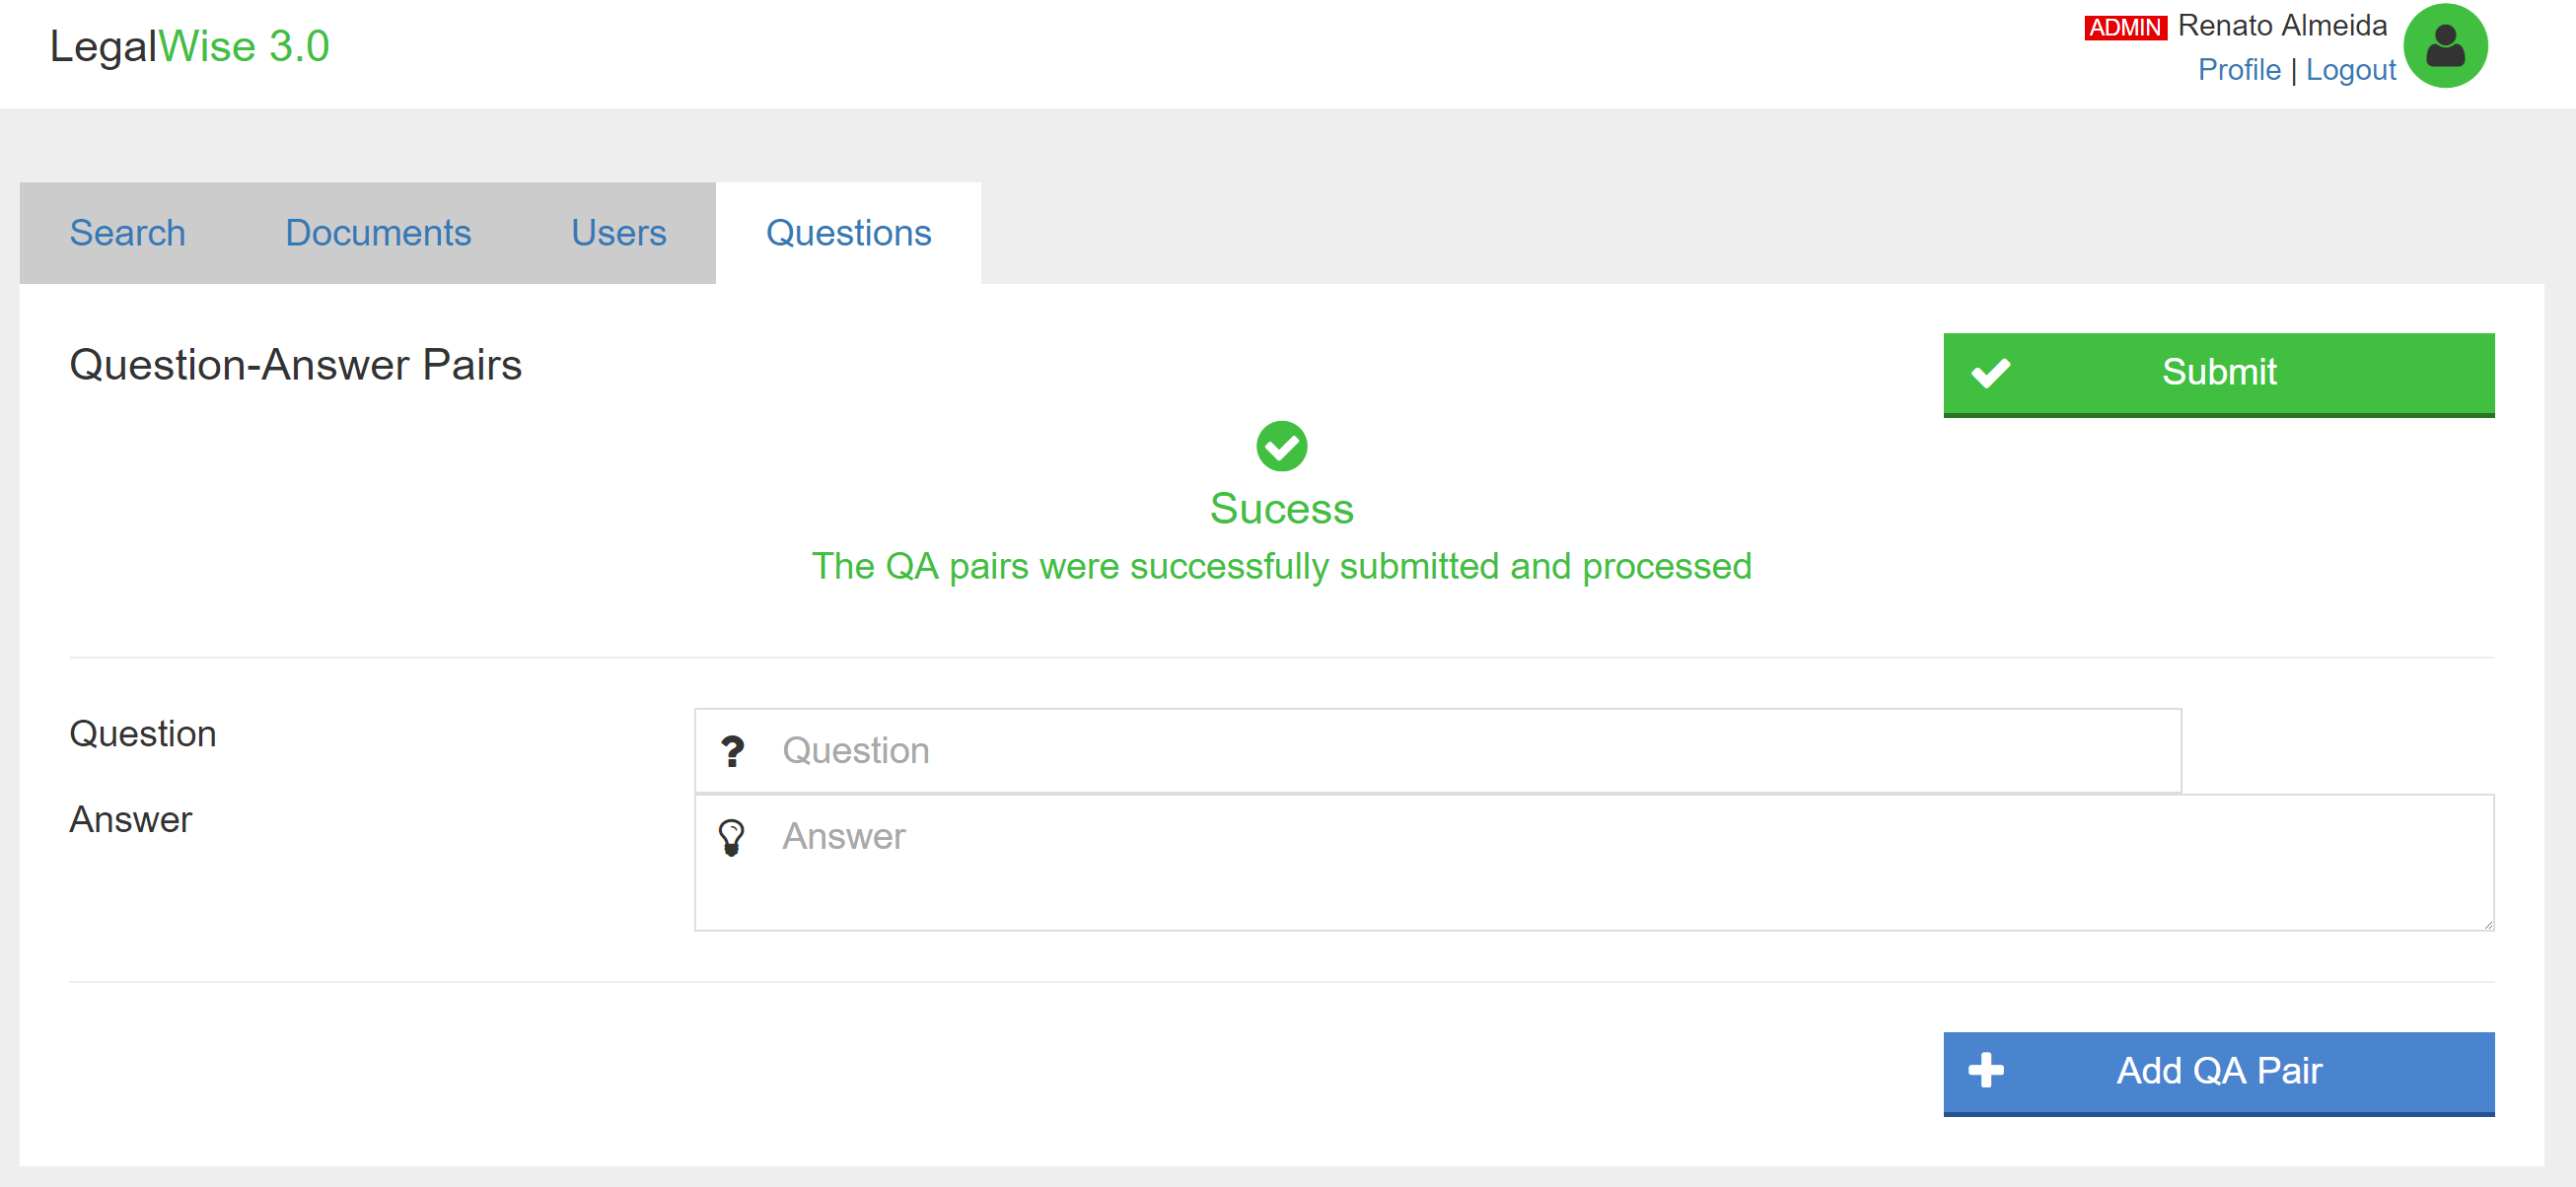 LegalWise 3.0
ADMIN Renato Almeida
Profile | Logout
Search Documents Users Questions
Question-Answer Pairs
Submit
Sucess
The QA pairs were successfully submitted and processed
Question
Question
Answer
Answer
Add QA Pair